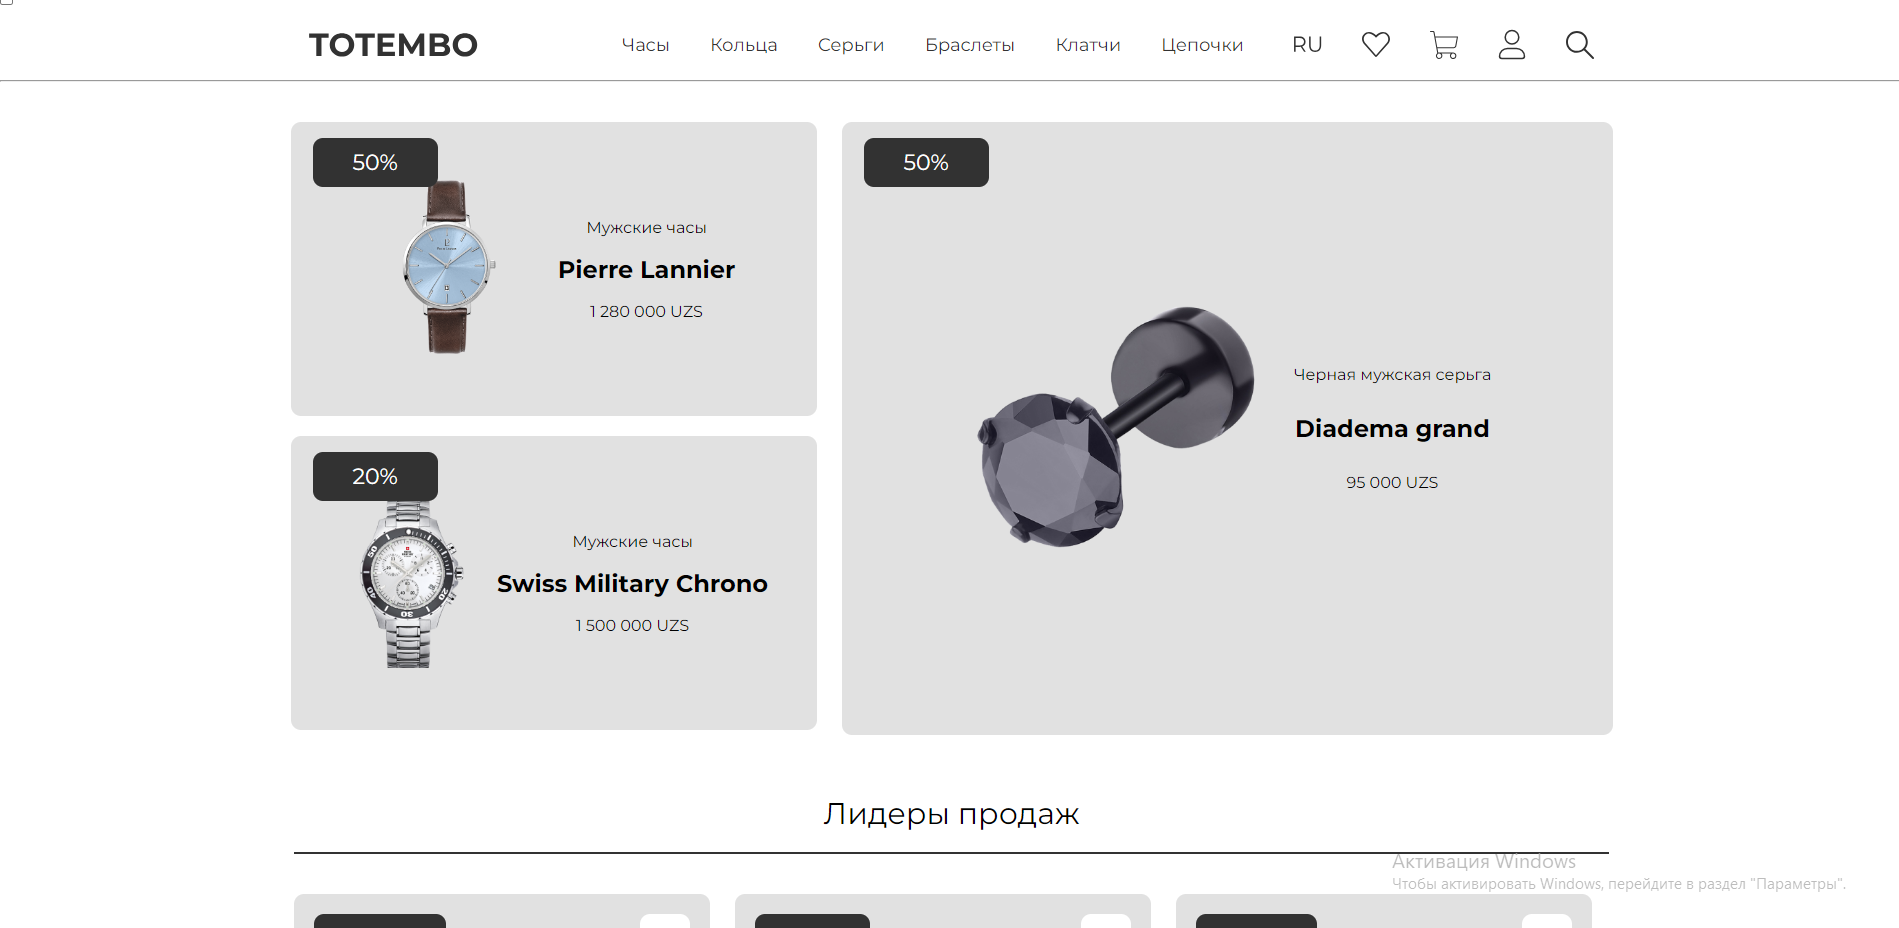 TOTEMBO
Часы Кольца Серьги Браслеты Клатчи Цепочки RU
50%
Мужские часы
Pierre Lannier
1 280 000 UZS
20%
Мужские часы
Swiss Military Chrono
1 500 000 UZS
50%
Черная мужская серьга
Diadema grand
95 000 UZS
Лидеры продаж
Активация Windows
Чтобы активировать Windows, перейдите в раздел "Параметры".